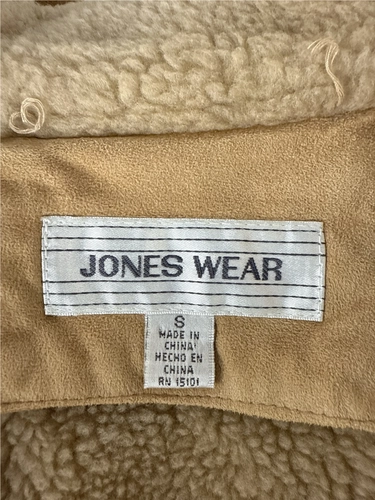 JONES WEAR
S
MADE IN
CHINA
HECHO EN
CHINA
RN 15101